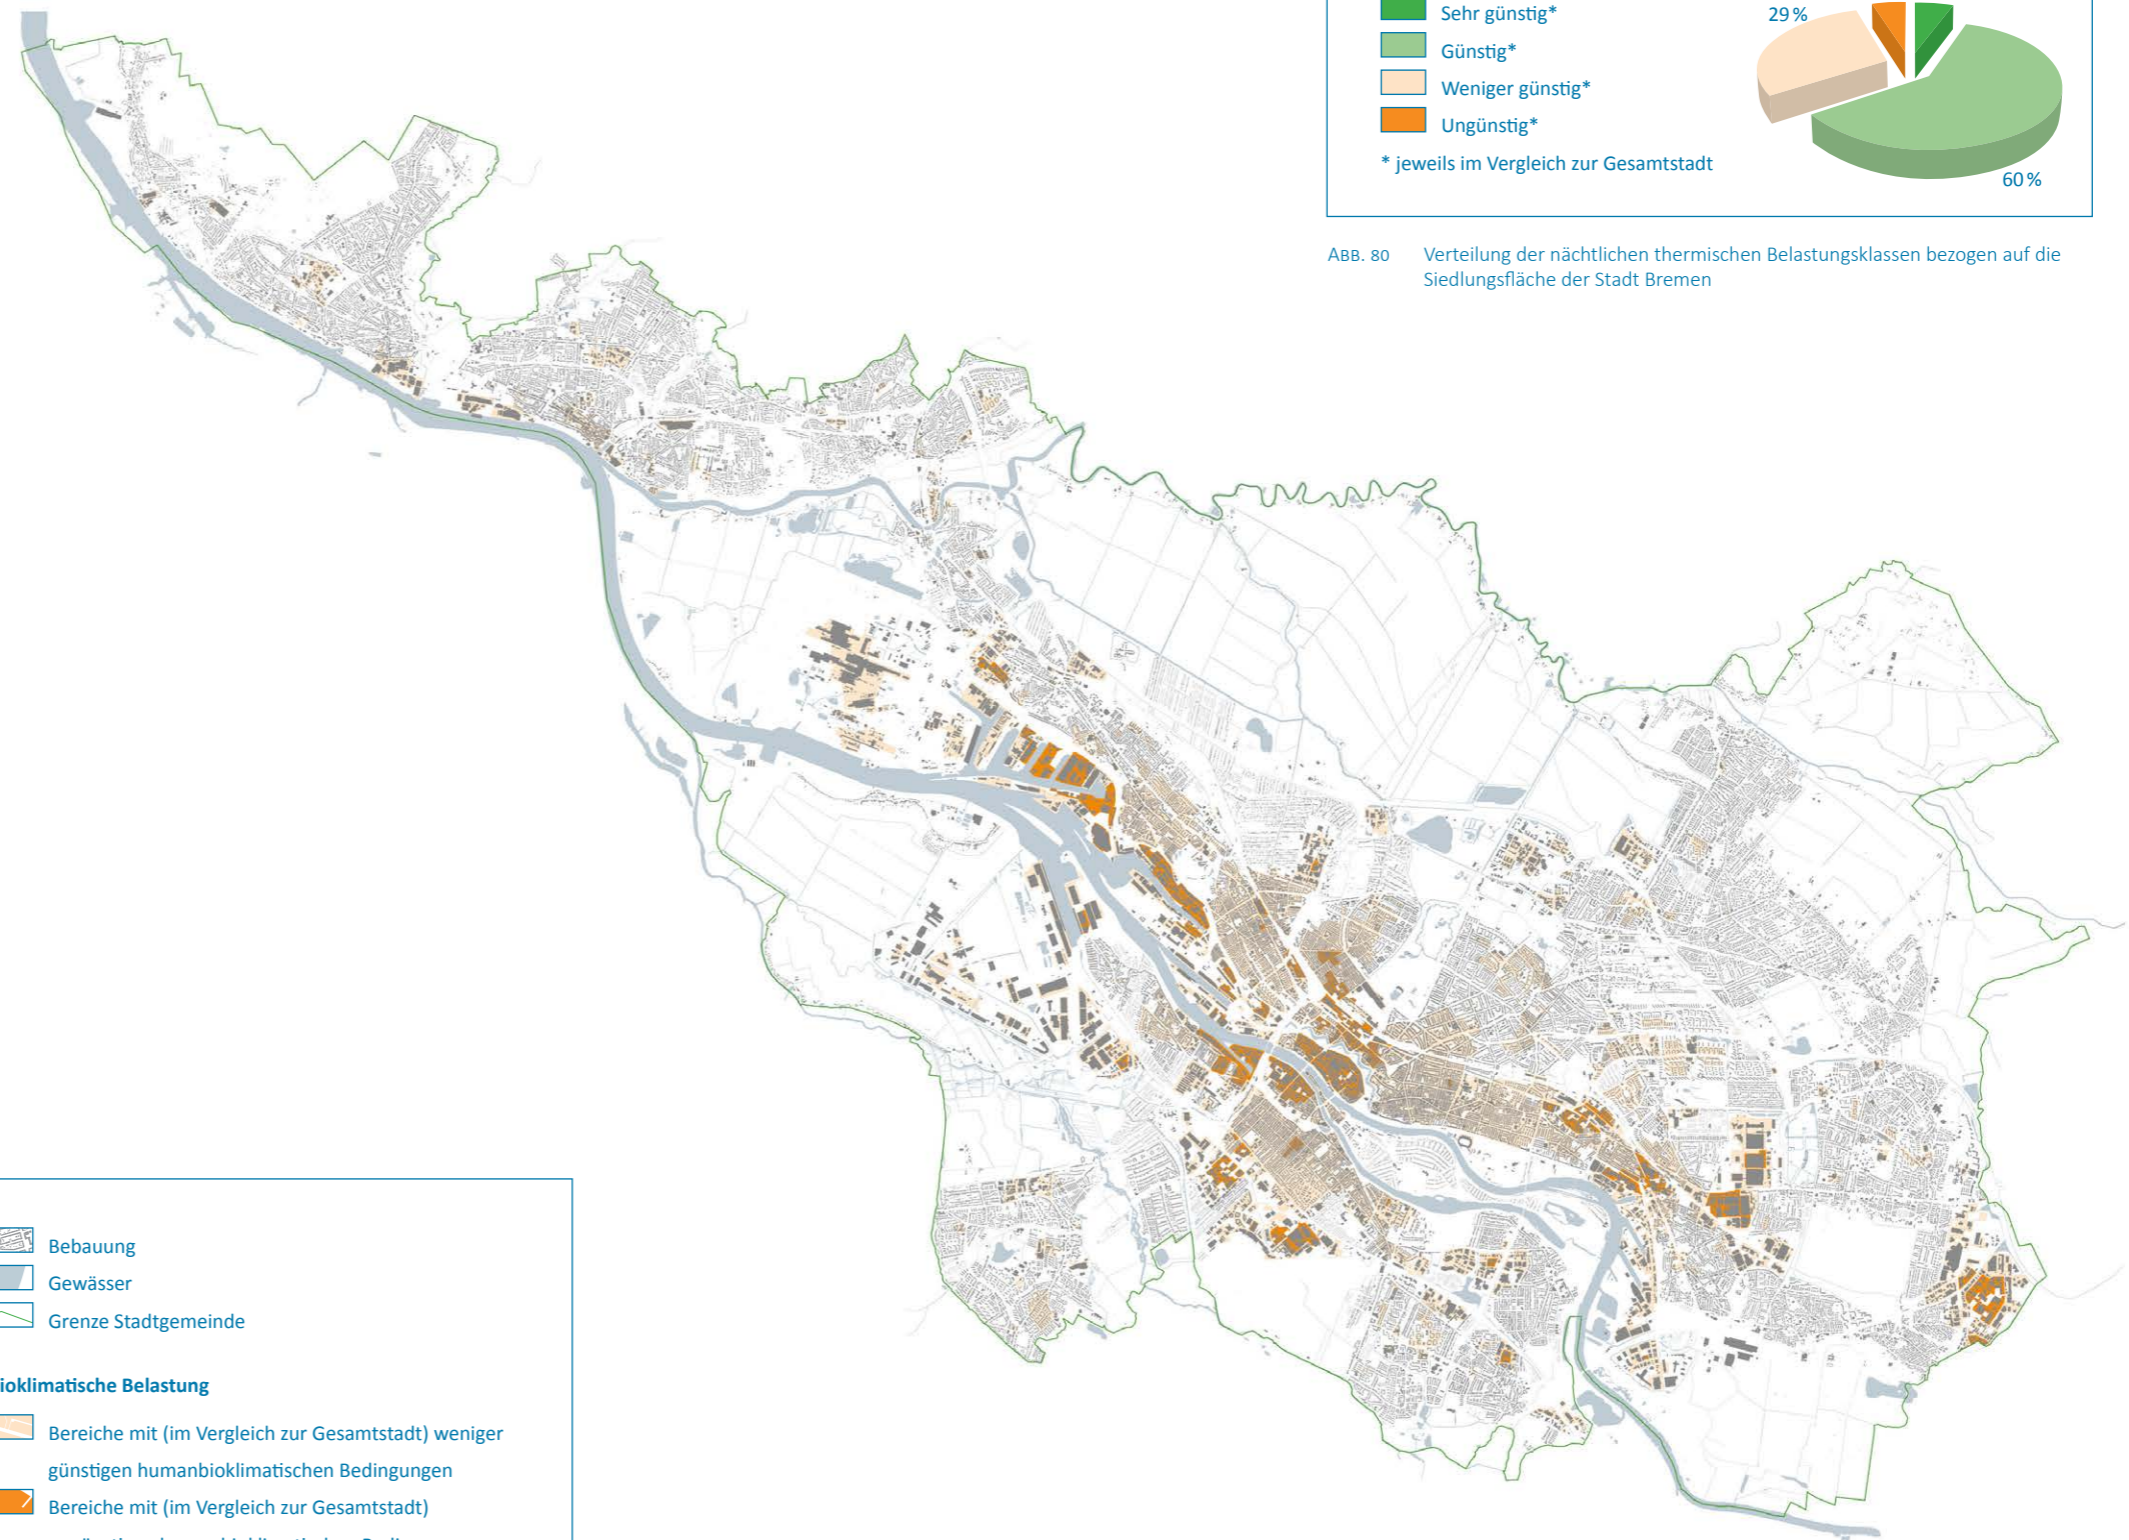 Sehr günstig*
Günstig*
Weniger günstig*
Ungünstig*
* jeweils im Vergleich zur Gesamtstadt
29 %
60 %
ABB. 80 Verteilung der nächtlichen thermischen Belastungsklassen bezogen auf die
Siedlungsfläche der Stadt Bremen
Bebauung
Gewässer
Grenze Stadtgemeinde
ioklimatische Belastung
Bereiche mit (im Vergleich zur Gesamtstadt) weniger
günstigen humanbioklimatischen Bedingungen
Bereiche mit (im Vergleich zur Gesamtstadt)